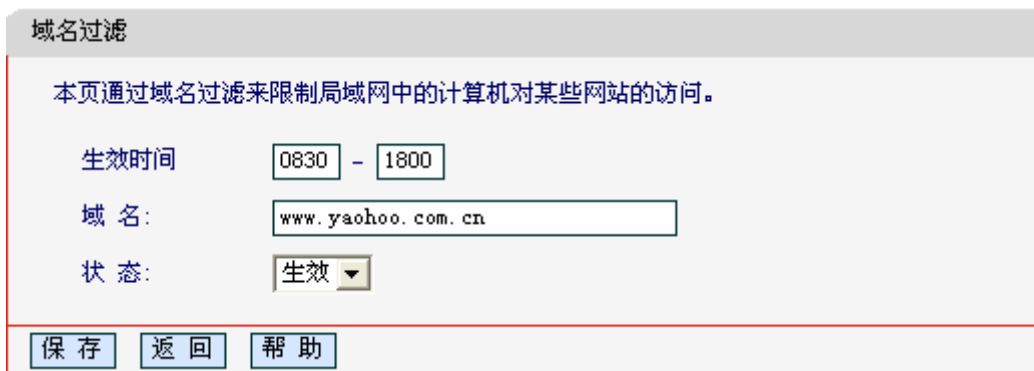 域名过滤
本页通过域名过滤来限制局域网中的计算机对某些网站的访问。
生效时间 0830 - 1800
域 名: www.yaohoo.com.cn
状 态: 生效
保 存 返 回 帮 助